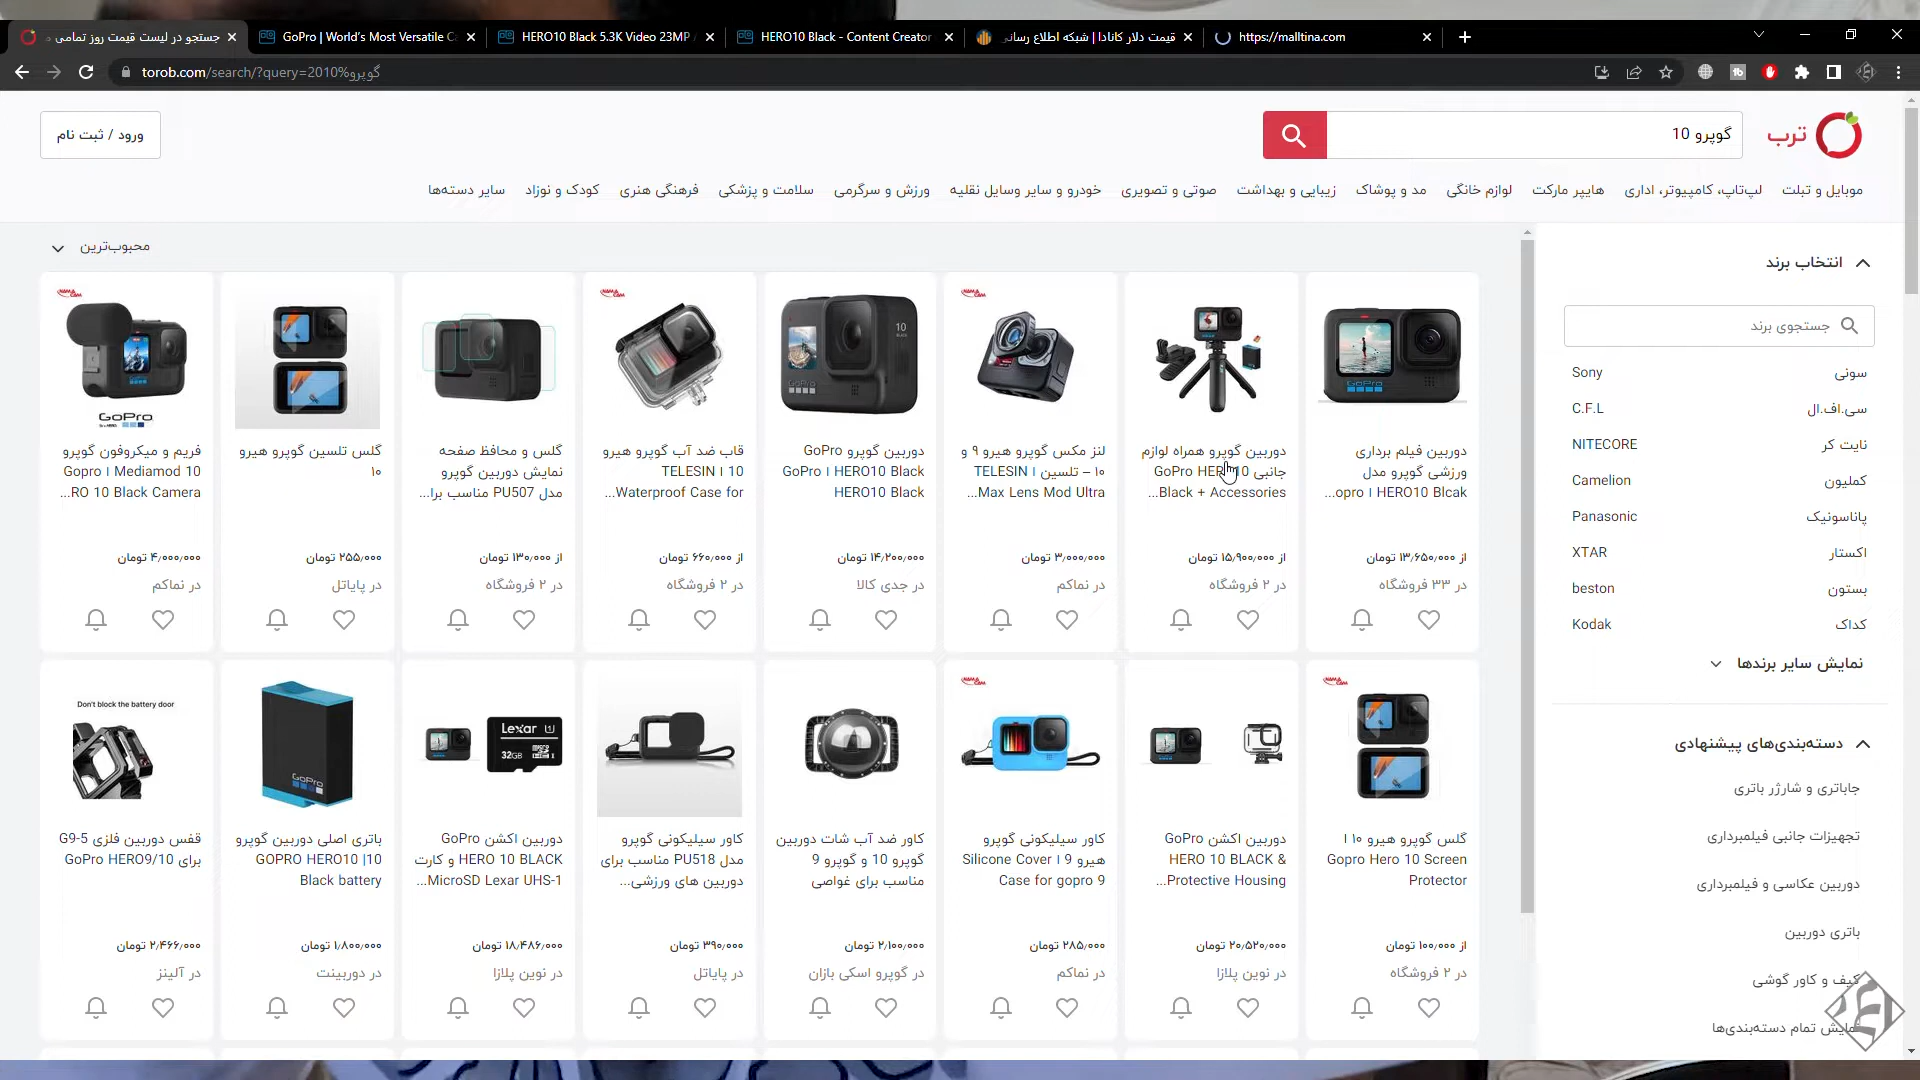 جستجو در لیست قیمت روز تمامی
GoPro | World's Most Versatile
HERO10 Black 5.3K Video 23MP
HERO10 Black - Content Creator
قیمت دلار کانادا | شبکه اطلاع رسانی
https://malltina.com
torob.com/search/?query=2010%گوپرو
ورود / ثبت نام
گوپرو 10
ترب
موبایل و تبلت
لپ‌تاپ، کامپیوتر، اداری
هایپر مارکت
لوازم خانگی
مد و پوشاک
زیبایی و بهداشت
صوتی و تصویری
خودرو و سایر وسایل نقلیه
ورزش و سرگرمی
سلامت و پزشکی
فرهنگی هنری
کودک و نوزاد
سایر دسته‌ها
محبوب‌ترین
انتخاب برند
جستجوی برند
سونی Sony
سی.اف.ال C.F.L
نایت کر NITECORE
کملیون Camelion
پاناسونیک Panasonic
اکستار XTAR
بستون beston
کداک Kodak
نمایش سایر برندها
دسته‌بندی‌های پیشنهادی
جاباتری و شارژر باتری
تجهیزات جانبی فیلمبرداری
دوربین عکاسی و فیلمبرداری
باتری دوربین
کیف و کاور گوشی
نمایش تمام دسته‌بندی‌ها
دوربین فیلم برداری
ورزشی گوپرو مدل
opro | HERO10 Blcak...
از ۱۳٫۶۵۰٫۰۰۰ تومان
در ۳۳ فروشگاه
دوربین گوپرو همراه لوازم
جانبی GoPro HERO10
Black + Accessories...
از ۱۵٫۹۰۰٫۰۰۰ تومان
در ۲ فروشگاه
لنز مکس گوپرو هیرو ۹ و
۱۰ – تلسین | TELESIN
Max Lens Mod Ultra...
۳٫۰۰۰٫۰۰۰ تومان
در نماکم
10
BLACK
GoPro
دوربین گوپرو GoPro
GoPro | HERO10 Black
HERO10 Black
۱۴٫۲۰۰٫۰۰۰ تومان
در جدی کالا
قاب ضد آب گوپرو هیرو
10 | TELESIN
Waterproof Case for...
از ۶۶۰٫۰۰۰ تومان
در ۲ فروشگاه
گلس و محافظ صفحه
نمایش دوربین گوپرو
مدل PU507 مناسب برا...
از ۱۳۰٫۰۰۰ تومان
در ۲ فروشگاه
گلس تلسین گوپرو هیرو
۱۰
۲۵۵٫۰۰۰ تومان
در پایاتل
GoPro
فریم و میکروفون گوپرو
10 Gopro | Mediamod
RO 10 Black Camera...
۴٫۰۰۰٫۰۰۰ تومان
در نماکم
گلس گوپرو هیرو ۱۰ |
Gopro Hero 10 Screen
Protector
از ۱۰۰٫۰۰۰ تومان
در ۲ فروشگاه
دوربین اکشن GoPro
HERO 10 BLACK &
Protective Housing...
۲۰٫۵۲۰٫۰۰۰ تومان
در نوین پلازا
کاور سیلیکونی گوپرو
هیرو 9 | Silicone Cover
Case for gopro 9
۲۸۵٫۰۰۰ تومان
در نماکم
کاور ضد آب شات دوربین
گوپرو 10 و گوپرو 9
مناسب برای غواصی
۲٫۱۰۰٫۰۰۰ تومان
در گوپرو اسکی بازان
کاور سیلیکونی گوپرو
مدل PU518 مناسب برای
دوربین های ورزشی...
۳۹۰٫۰۰۰ تومان
در پایاتل
Lexar
32GB
دوربین اکشن GoPro
HERO 10 BLACK و کارت
MicroSD Lexar UHS-1...
۱۸٫۴۸۶٫۰۰۰ تومان
در نوین پلازا
GoPro
باتری اصلی دوربین گوپرو
10| GOPRO HERO10
Black battery
۱٫۸۰۰٫۰۰۰ تومان
در دوربینت
Don't block the battery door
قفس دوربین فلزی G9-5
برای GoPro HERO9/10
۲٫۴۶۶٫۰۰۰ تومان
در آلینز